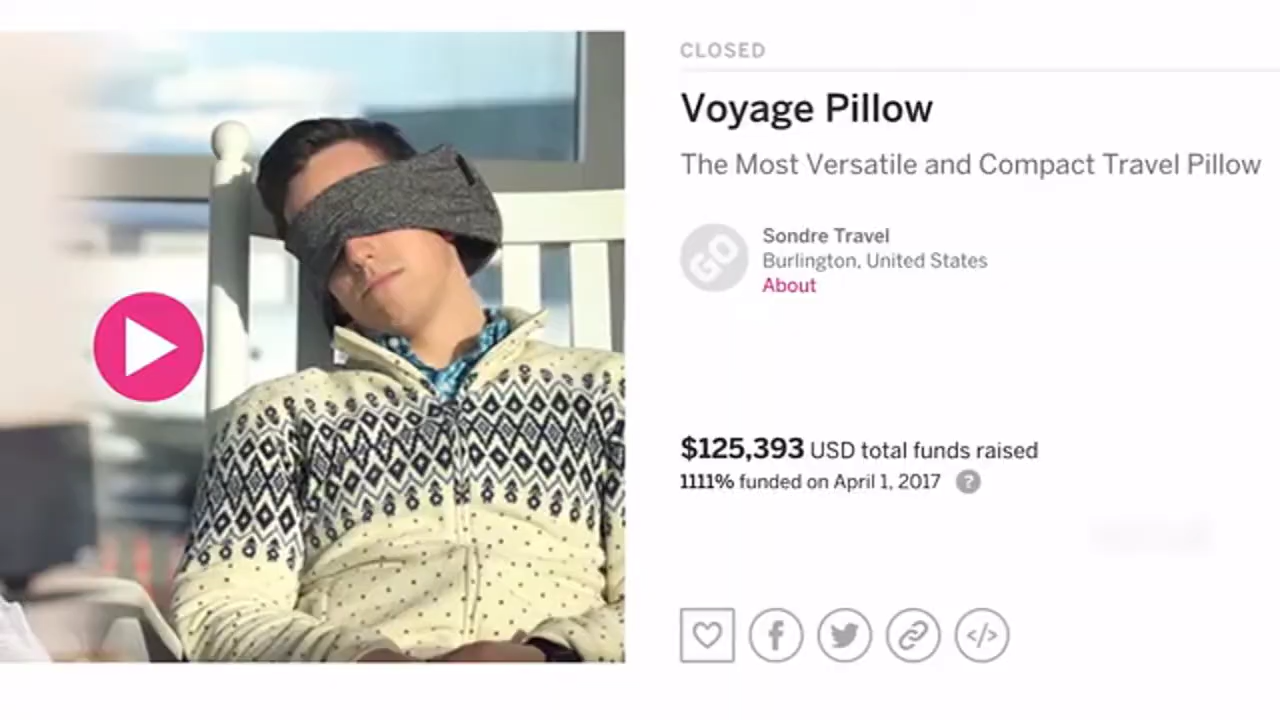 CLOSED
Voyage Pillow
The Most Versatile and Compact Travel Pillow
GO
Sondre Travel
Burlington, United States
About
$125,393 USD total funds raised
1111% funded on April 1, 2017 ?
f
</>